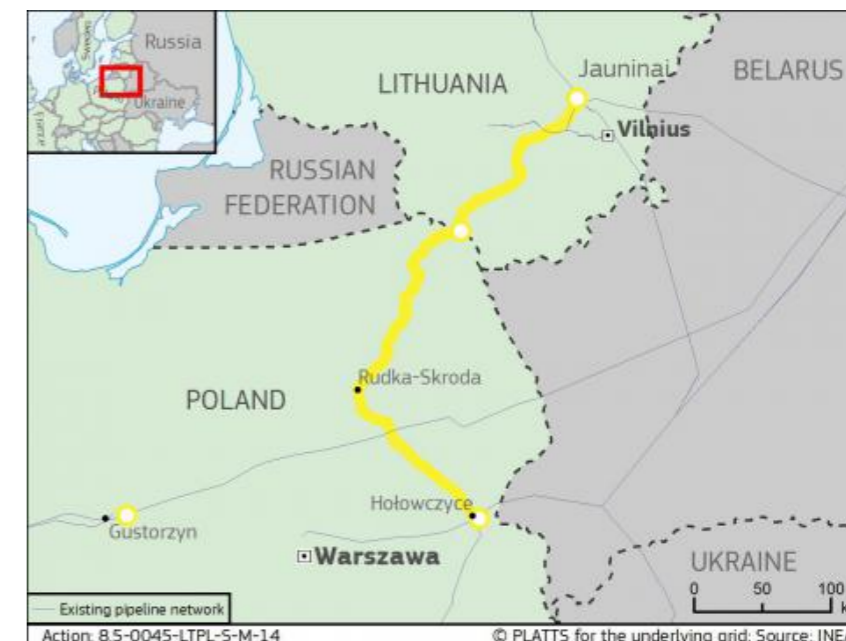 Russia
Ukraine
LITHUANIA
Jauninai
BELARUS
Vilnius
RUSSIAN
FEDERATION
Rudka-Skroda
POLAND
Hołowczyce
Gustorzyn
Warszawa
UKRAINE
0 50 100
Existing pipeline network
Action: 8.5-0045-LTPL-S-M-14
© PLATTS for the underlying grid; Source: INE